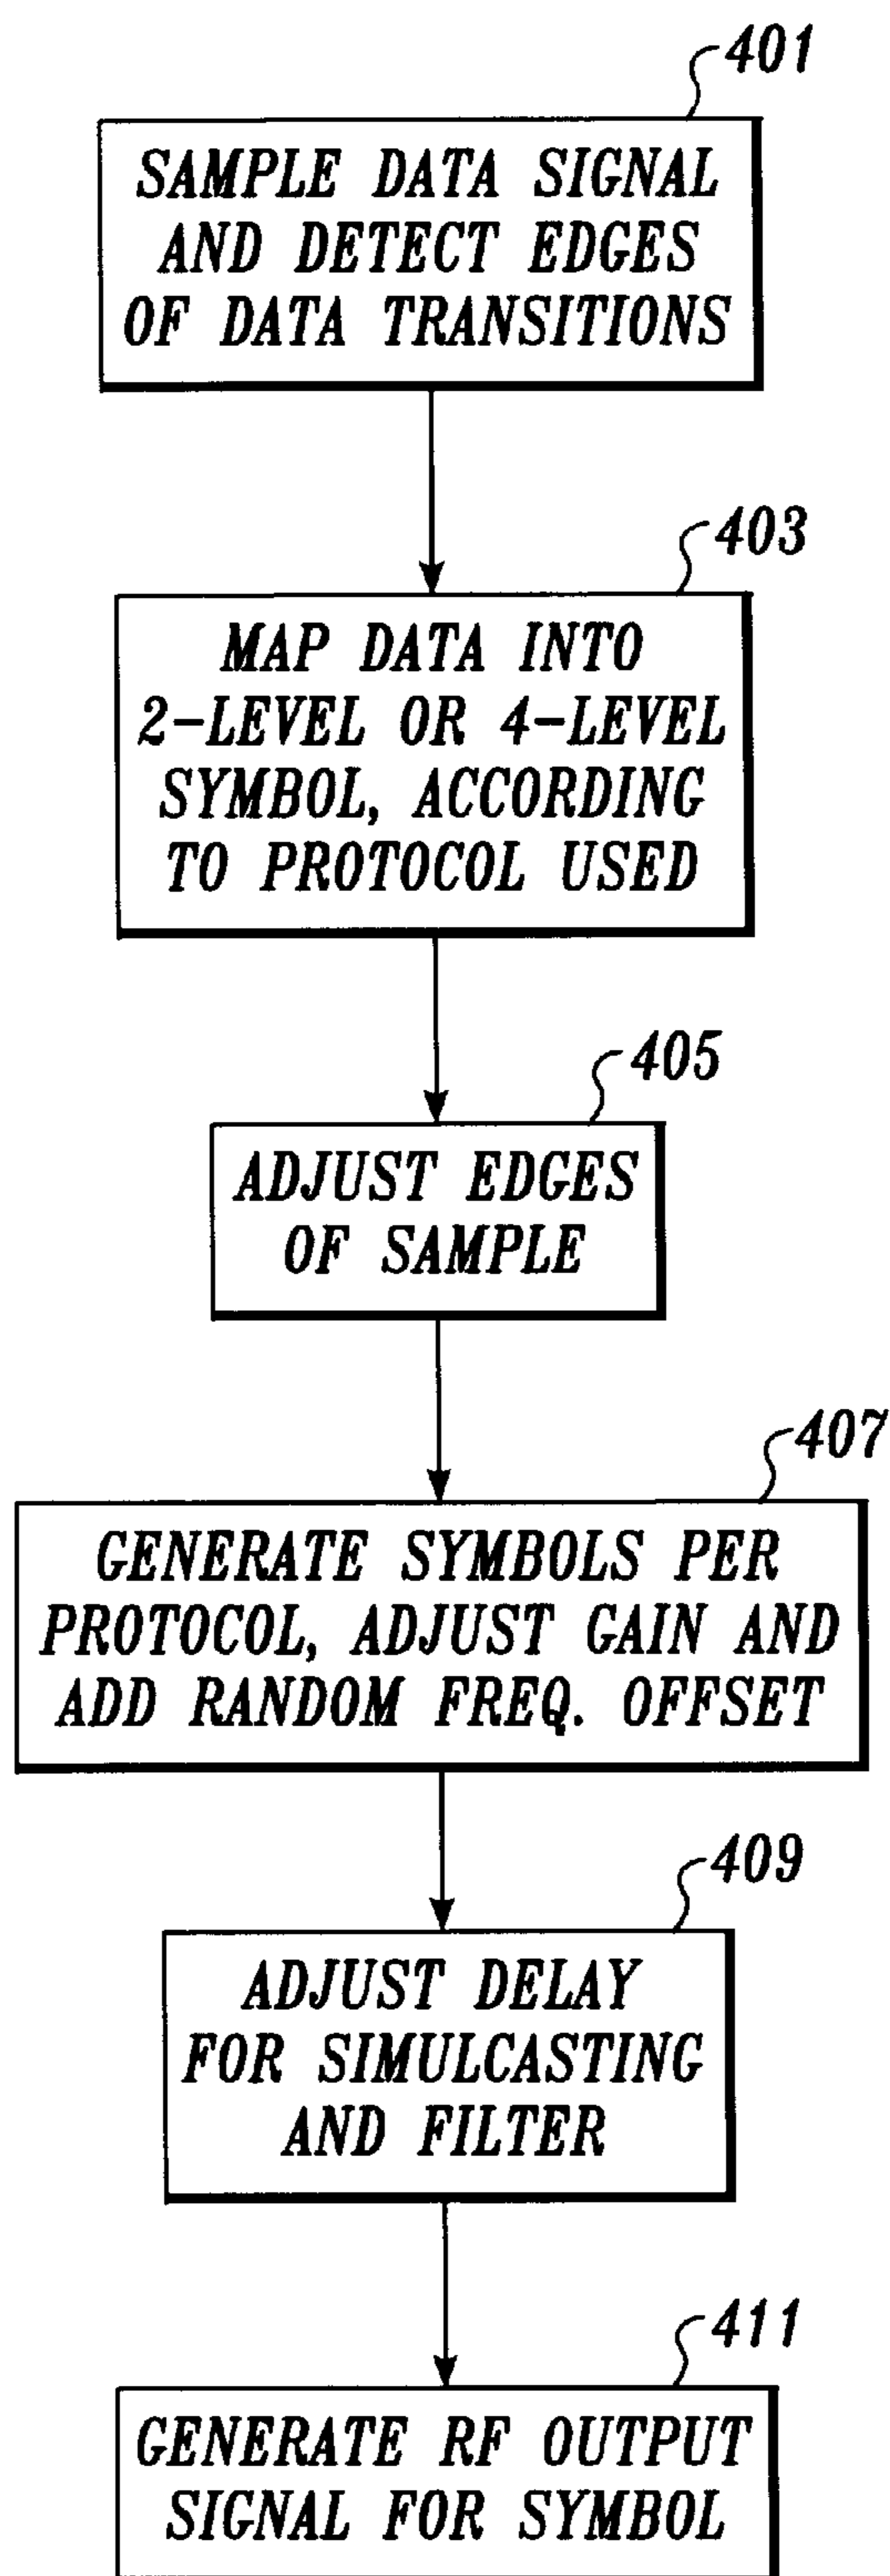 401
SAMPLE DATA SIGNAL
AND DETECT EDGES
OF DATA TRANSITIONS
403
MAP DATA INTO
2-LEVEL OR 4-LEVEL
SYMBOL, ACCORDING
TO PROTOCOL USED
405
ADJUST EDGES
OF SAMPLE
407
GENERATE SYMBOLS PER
PROTOCOL, ADJUST GAIN AND
ADD RANDOM FREQ. OFFSET
409
ADJUST DELAY
FOR SIMULCASTING
AND FILTER
411
GENERATE RF OUTPUT
SIGNAL FOR SYMBOL